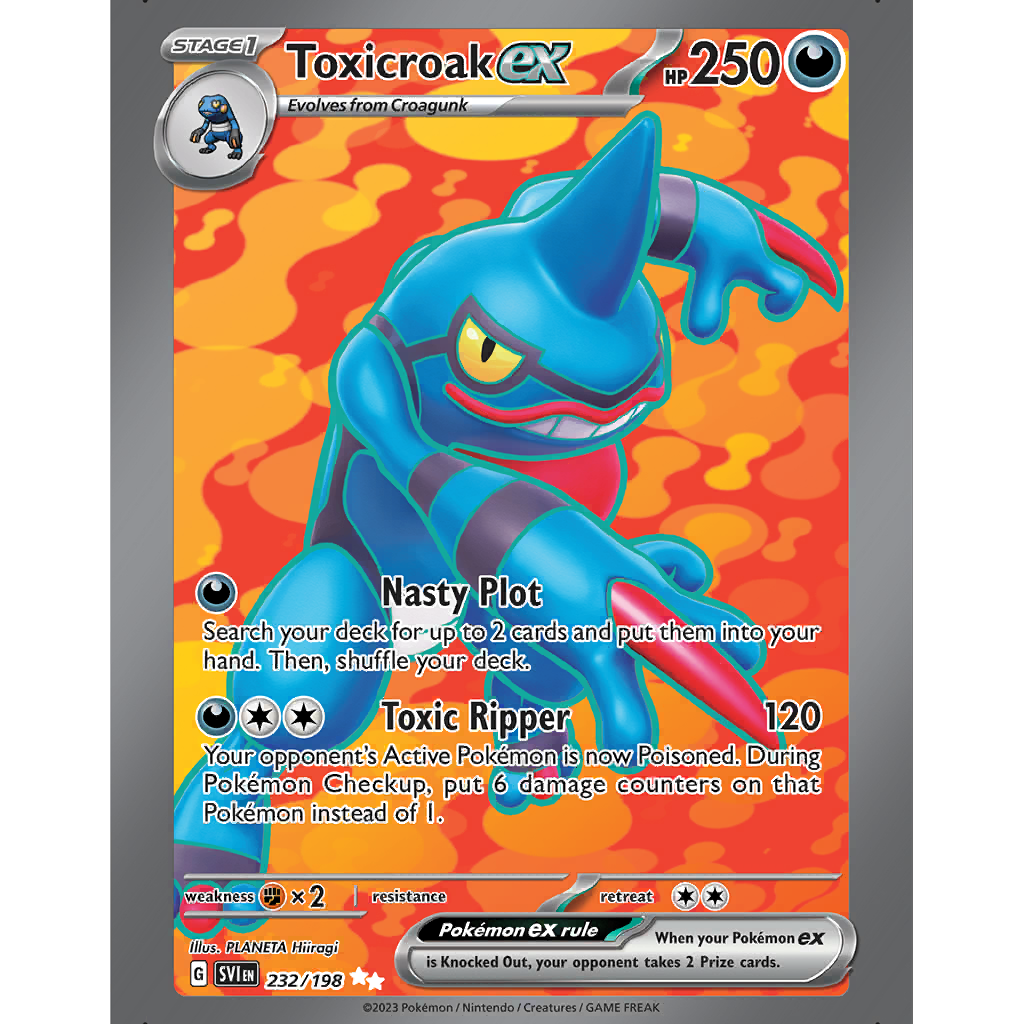 STAGE1
Toxicroak ex
HP 250
Evolves from Croagunk
Nasty Plot
Search your deck for up to 2 cards and put them into your
hand. Then, shuffle your deck.
Toxic Ripper 120
Your opponent's Active Pokémon is now Poisoned. During
Pokémon Checkup, put 6 damage counters on that
Pokémon instead of 1.
weakness ×2 resistance retreat
Pokémon ex rule When your Pokémon ex
is Knocked Out, your opponent takes 2 Prize cards.
Illus. PLANETA Hiiragi
G SVI EN 232/198
©2023 Pokémon / Nintendo / Creatures / GAME FREAK